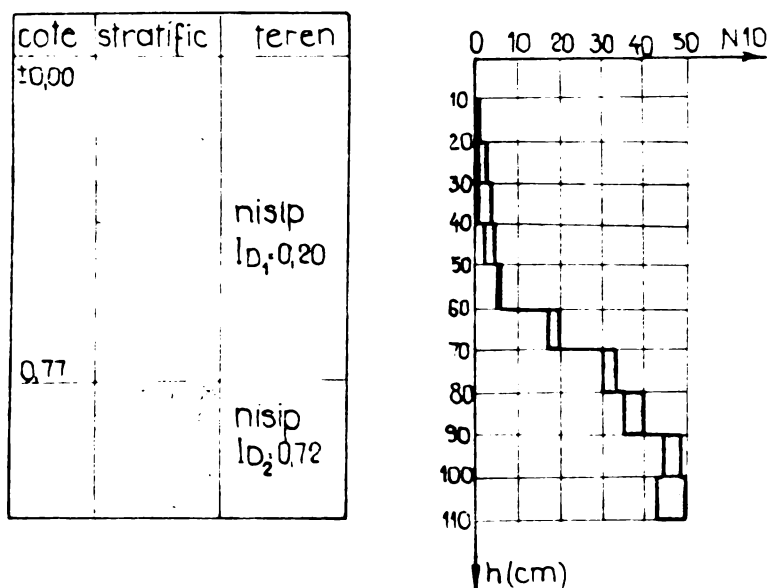 cote stratific teren
±0,00
nisip
ID1=0,20
0,77
nisip
ID2=0,72
0 10 20 30 40 50 N10
10
20
30
40
50
60
70
80
90
100
110
h(cm)